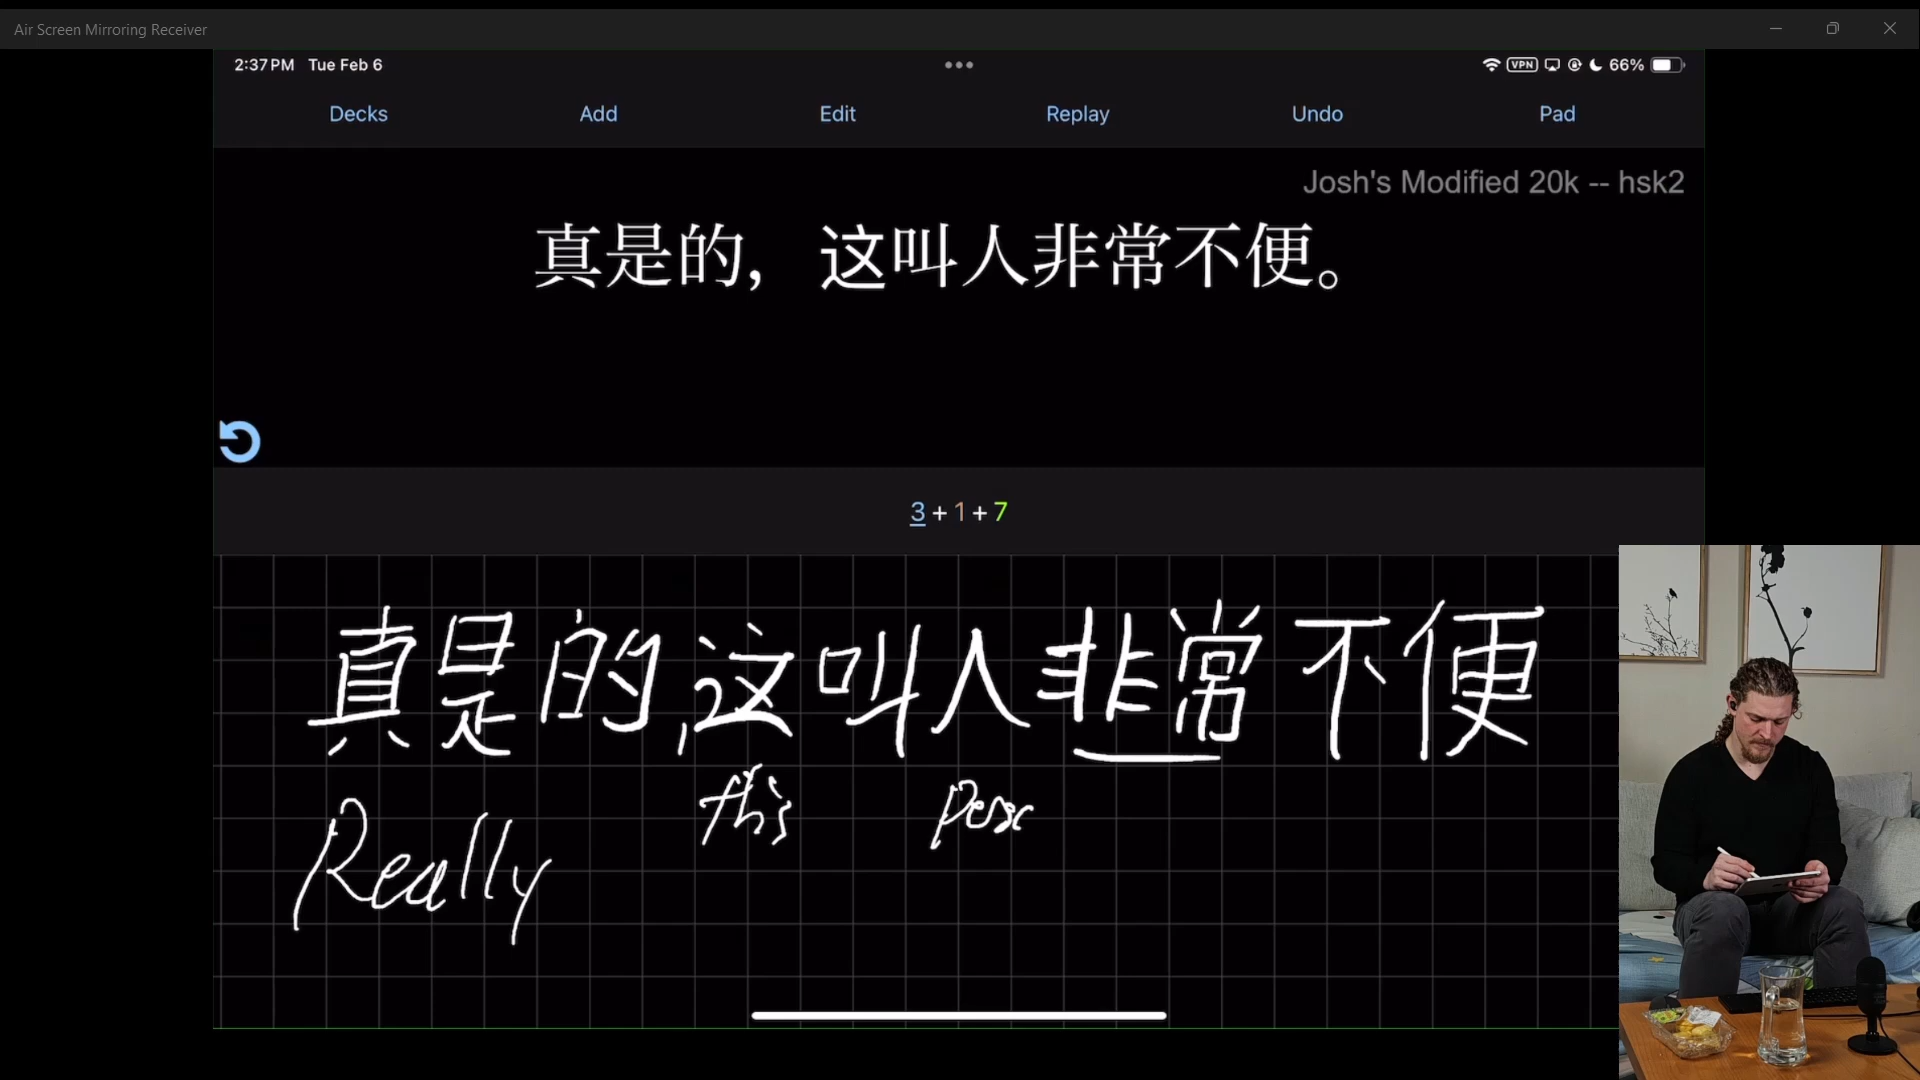 Air Screen Mirroring Receiver
2:37 PM Tue Feb 6
VPN 66%
Decks Add Edit Replay Undo Pad
Josh's Modified 20k -- hsk2
真是的，这叫人非常不便。
3 + 1 + 7
真是的,这叫人非常不便
this perso
Really